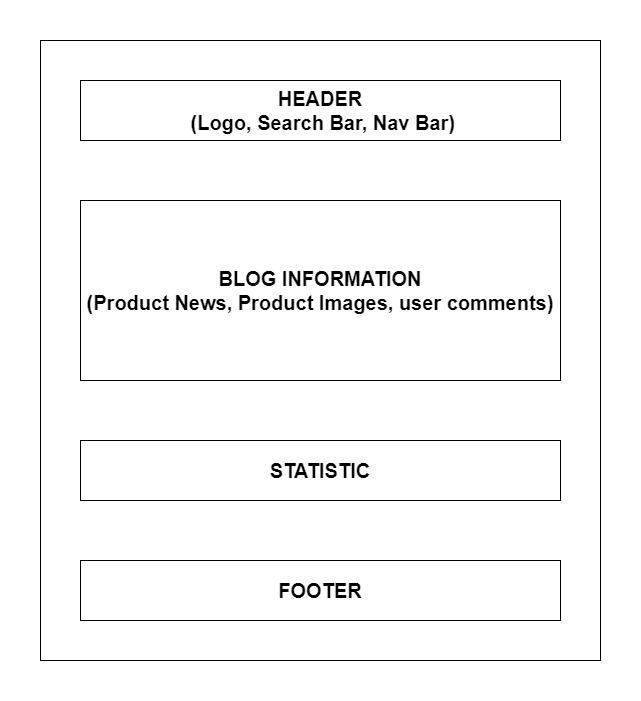 HEADER
(Logo, Search Bar, Nav Bar)
BLOG INFORMATION
(Product News, Product Images, user comments)
STATISTIC
FOOTER